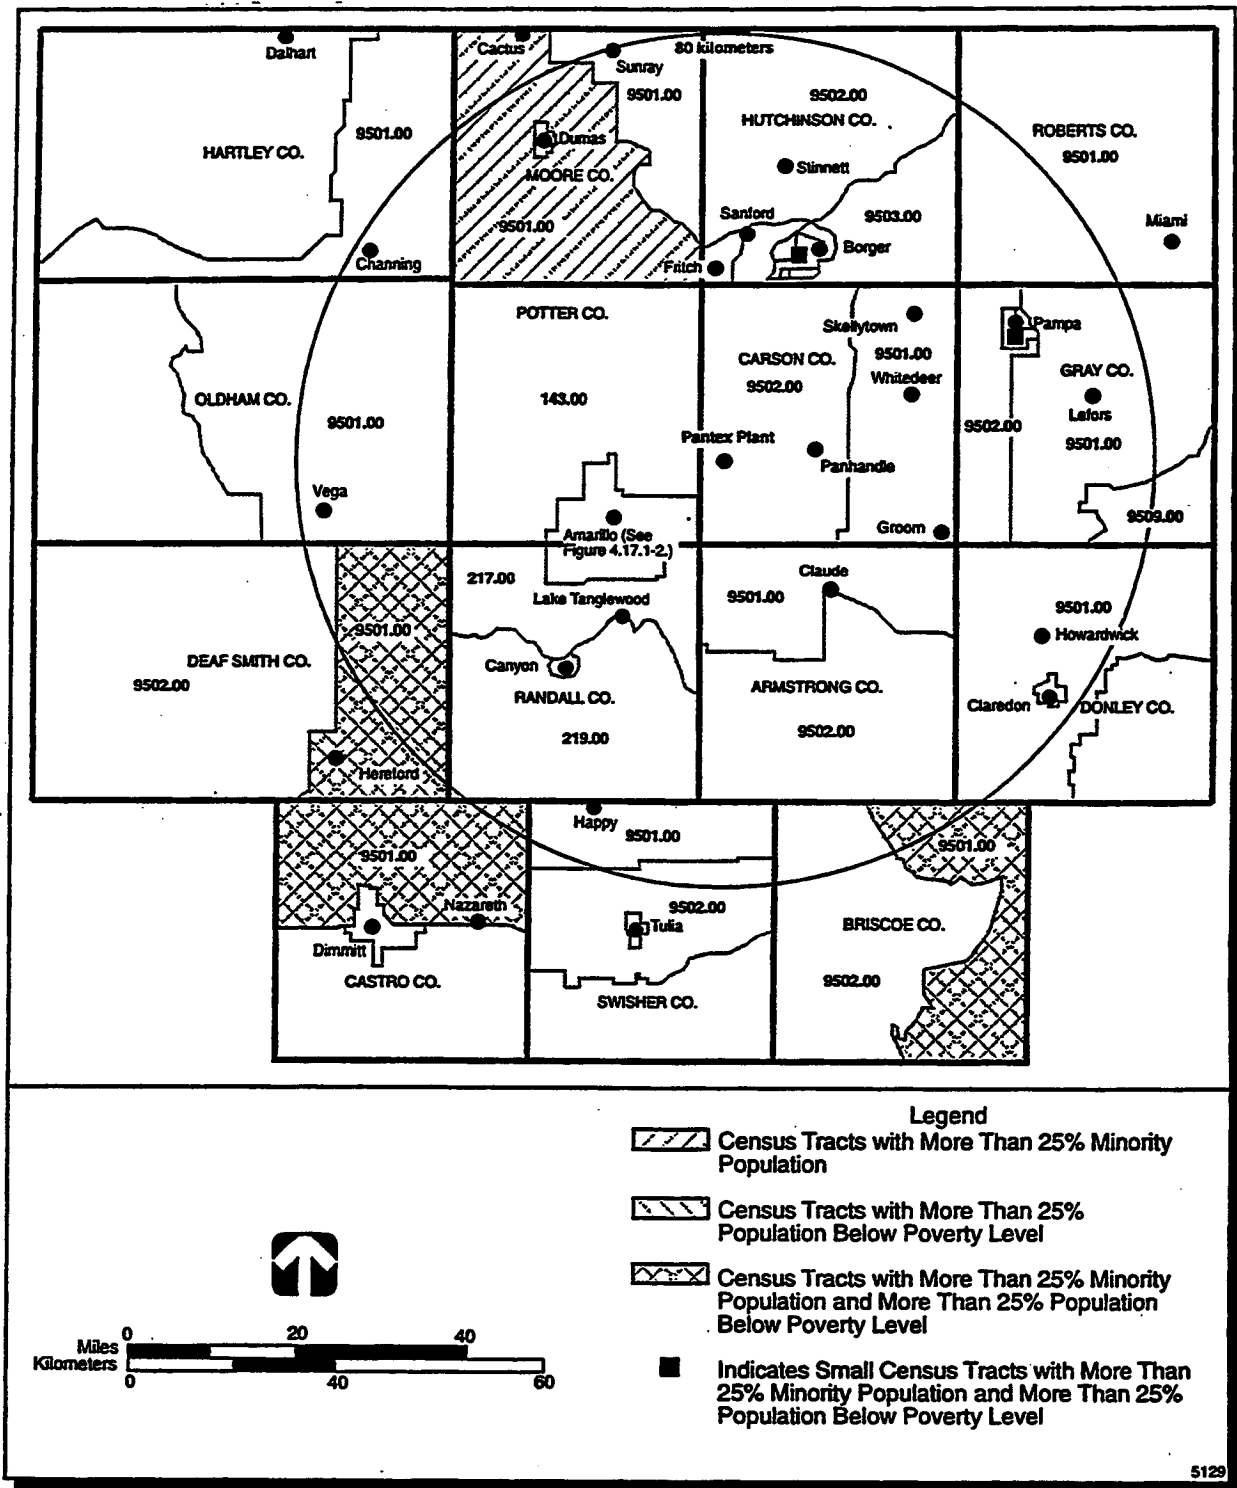 Dalhart
Cactus
Sunray
80 kilometers
9501.00
9502.00
HUTCHINSON CO.
ROBERTS CO.
9501.00
9501.00
HARTLEY CO.
Dumas
MOORE CO.
Stinnett
9501.00
Sanford
9503.00
Borger
Miami
Channing
Fritch
POTTER CO.
Skellytown
Pampa
CARSON CO.
9501.00
9502.00
Whitedeer
GRAY CO.
OLDHAM CO.
143.00
Lefors
9501.00
9502.00
9501.00
Pantex Plant
Panhandle
Vega
Groom
9509.00
Amarillo (See
Figure 4.17.1-2.)
217.00
Claude
Lake Tanglewood
9501.00
9501.00
9501.00
Howardwick
DEAF SMITH CO.
9502.00
Canyon
RANDALL CO.
ARMSTRONG CO.
Claredon
DONLEY CO.
219.00
9502.00
Hereford
Happy
9501.00
9501.00
9501.00
Nazareth
9502.00
Tulia
BRISCOE CO.
Dimmitt
CASTRO CO.
9502.00
SWISHER CO.
Legend
Census Tracts with More Than 25% Minority
Population
Census Tracts with More Than 25%
Population Below Poverty Level
Census Tracts with More Than 25% Minority
Population and More Than 25% Population
Below Poverty Level
Indicates Small Census Tracts with More Than
25% Minority Population and More Than 25%
Population Below Poverty Level
0 20 40
Miles
Kilometers
0 40 60
5129